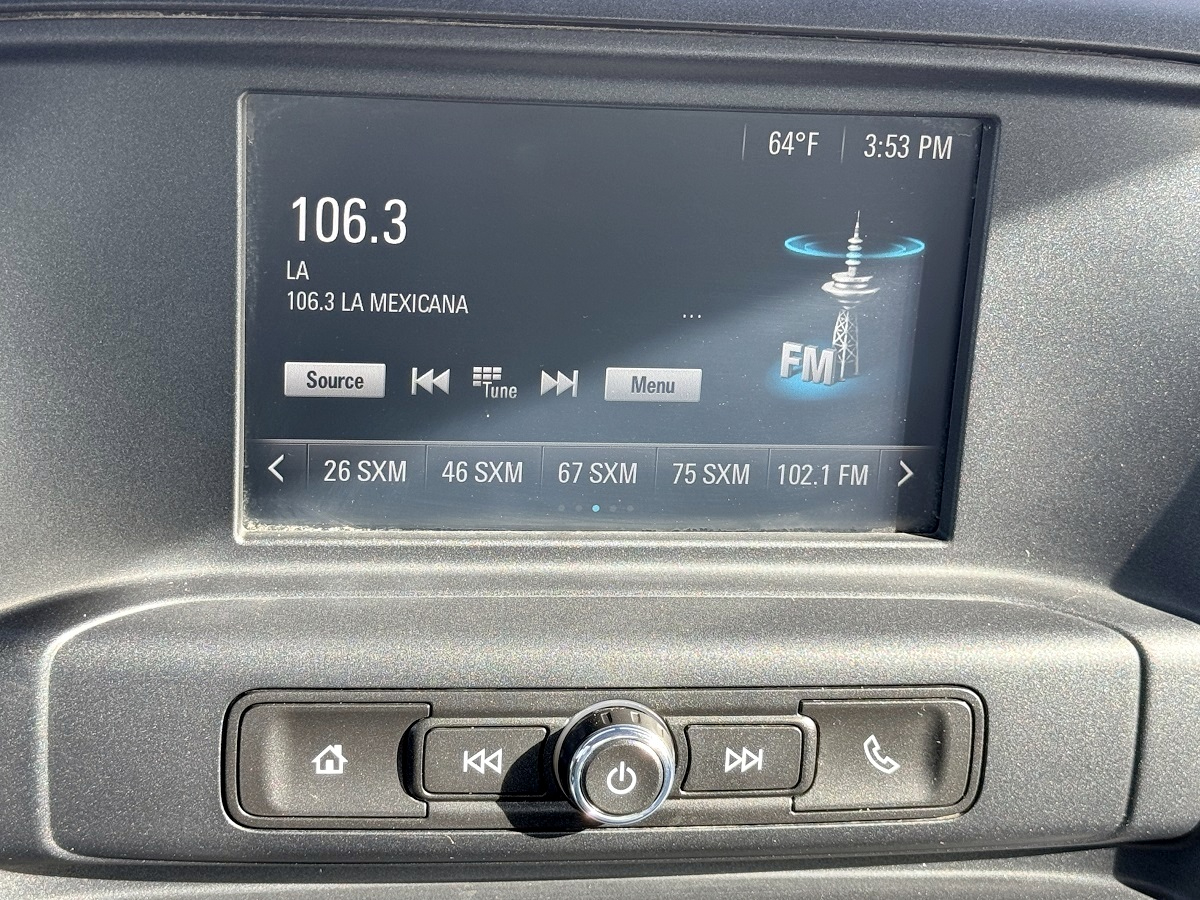 64°F 3:53 PM
106.3
LA
106.3 LA MEXICANA
...
FM
Source Tune Menu
26 SXM 46 SXM 67 SXM 75 SXM 102.1 FM